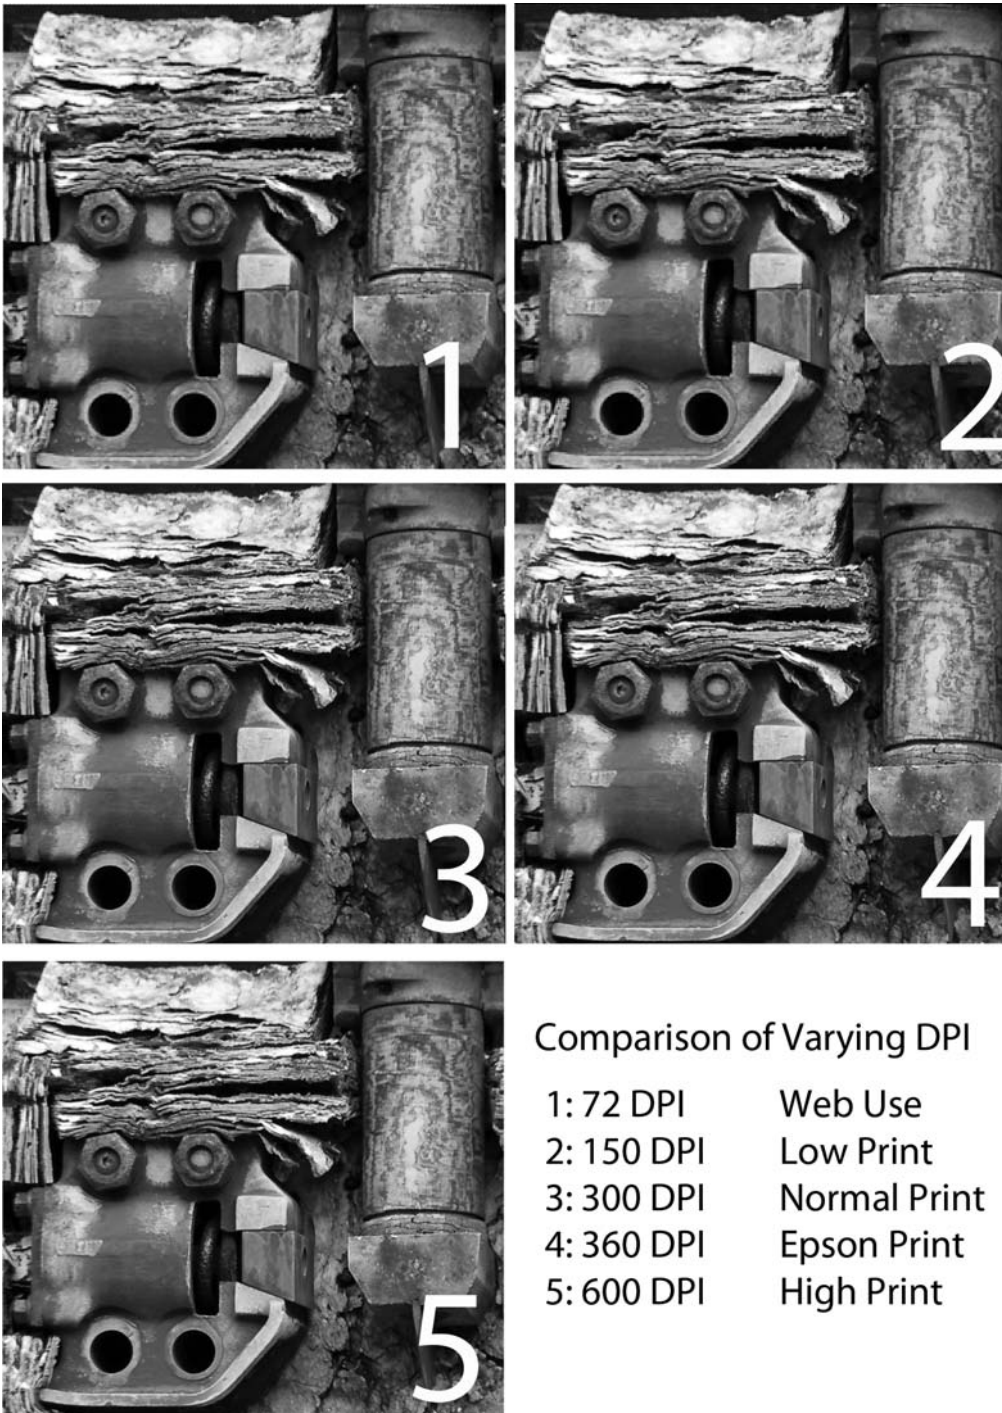 1
2
3
4
5
Comparison of Varying DPI
1: 72 DPI Web Use
2: 150 DPI Low Print
3: 300 DPI Normal Print
4: 360 DPI Epson Print
5: 600 DPI High Print